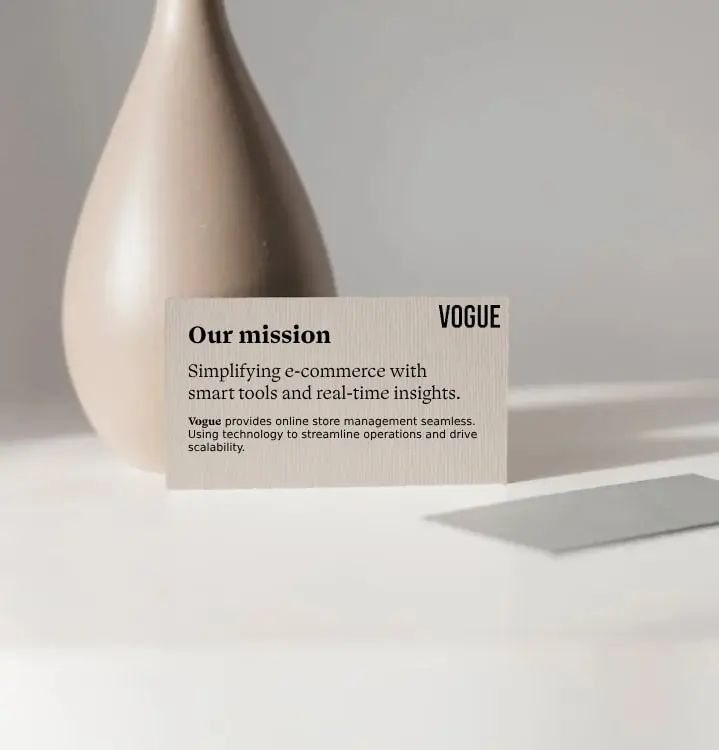 VOGUE
Our mission
Simplifying e-commerce with
smart tools and real-time insights.
Vogue provides online store management seamless.
Using technology to streamline operations and drive
scalability.